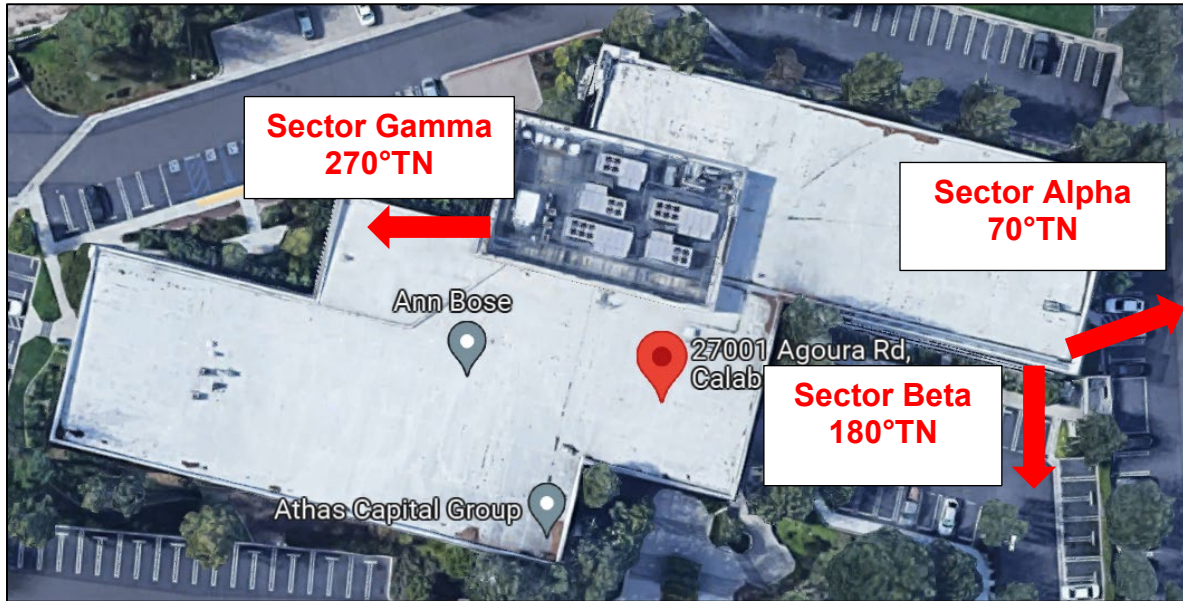 Sector Gamma
270°TN
Sector Alpha
70°TN
Ann Bose
27001 Agoura Rd,
Calab
Sector Beta
180°TN
Athas Capital Group